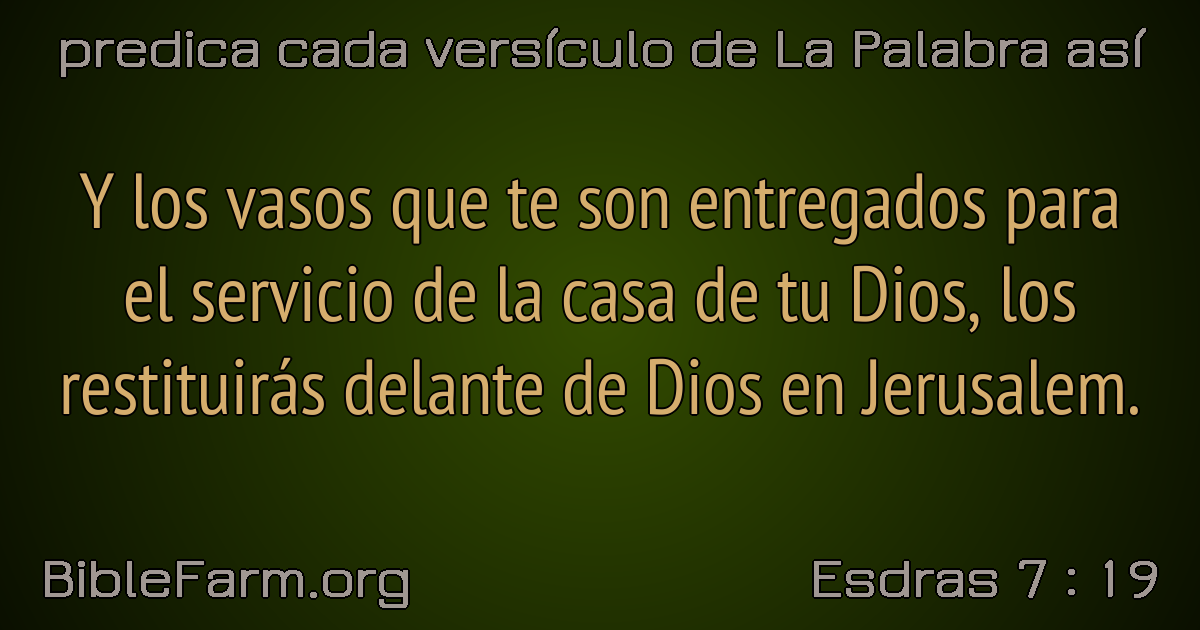 predica cada versículo de La Palabra así
Y los vasos que te son entregados para
el servicio de la casa de tu Dios, los
restituirás delante de Dios en Jerusalem.
BibleFarm.org
Esdras 7 : 19